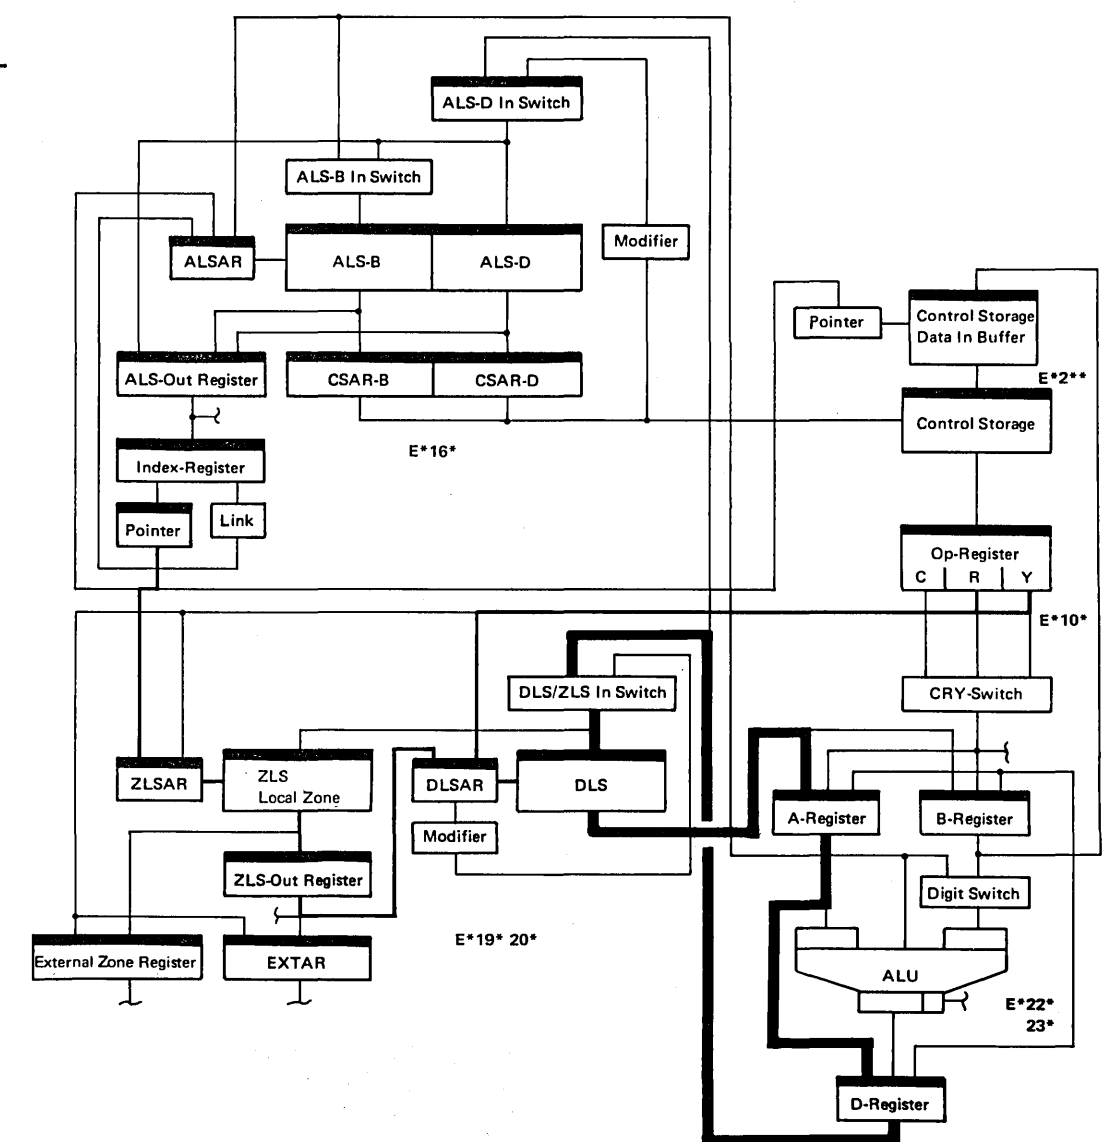 ALS-D In Switch
ALS-B In Switch
ALSAR
ALS-B
ALS-D
Modifier
Pointer
Control Storage
Data In Buffer
E*2**
ALS-Out Register
CSAR-B
CSAR-D
Control Storage
E*16*
Index-Register
Pointer
Link
Op-Register
C R Y
E*10*
DLS/ZLS In Switch
CRY-Switch
ZLSAR
ZLS
Local Zone
DLSAR
DLS
A-Register
B-Register
Modifier
ZLS-Out Register
Digit Switch
E*19* 20*
External Zone Register
EXTAR
ALU
E*22*
23*
D-Register